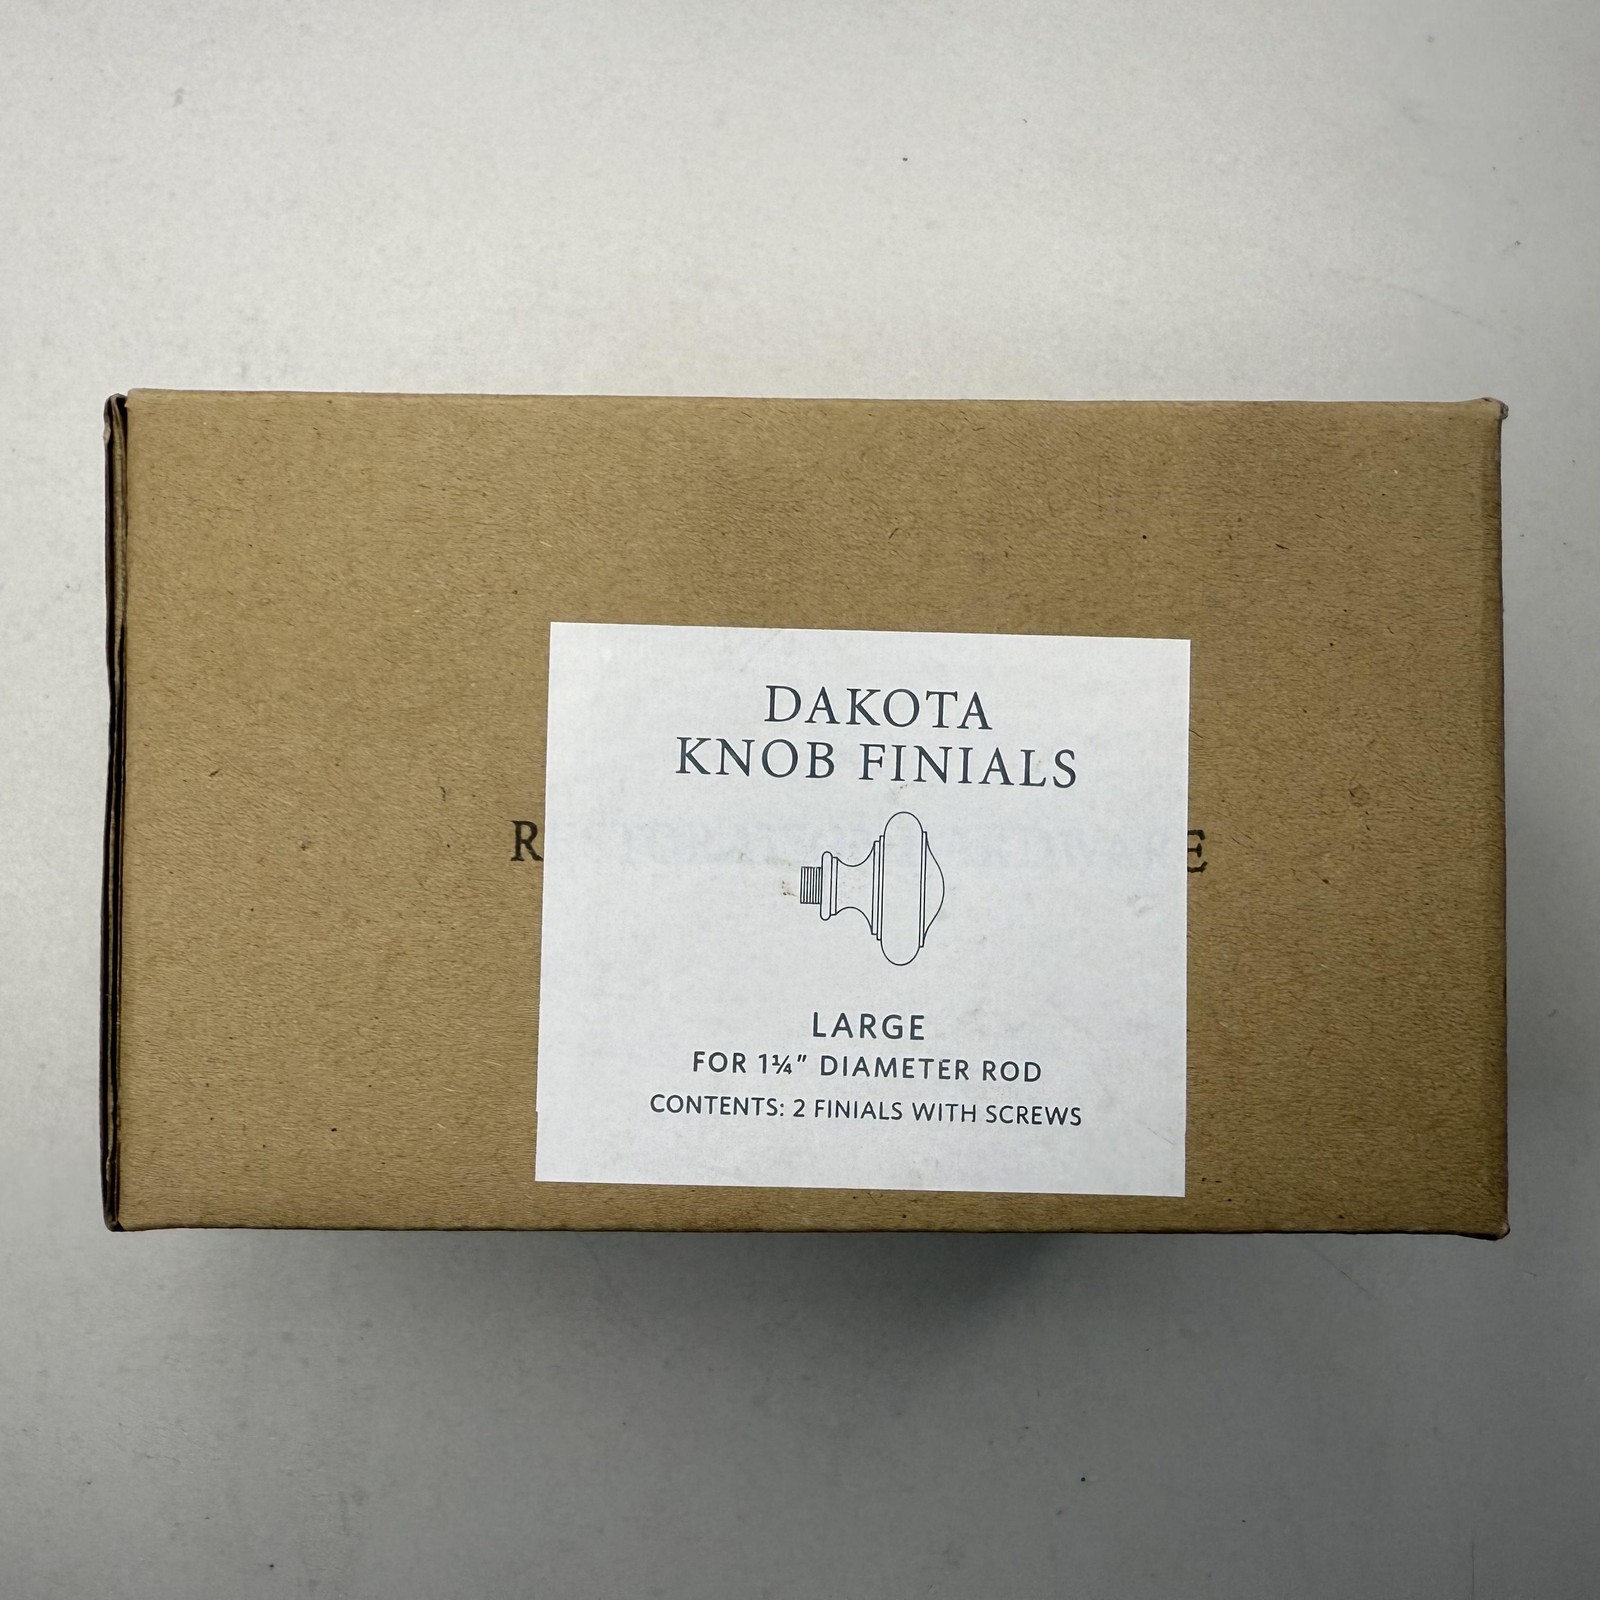 DAKOTA
KNOB FINIALS
R E
LARGE
FOR 1¼" DIAMETER ROD
CONTENTS: 2 FINIALS WITH SCREWS